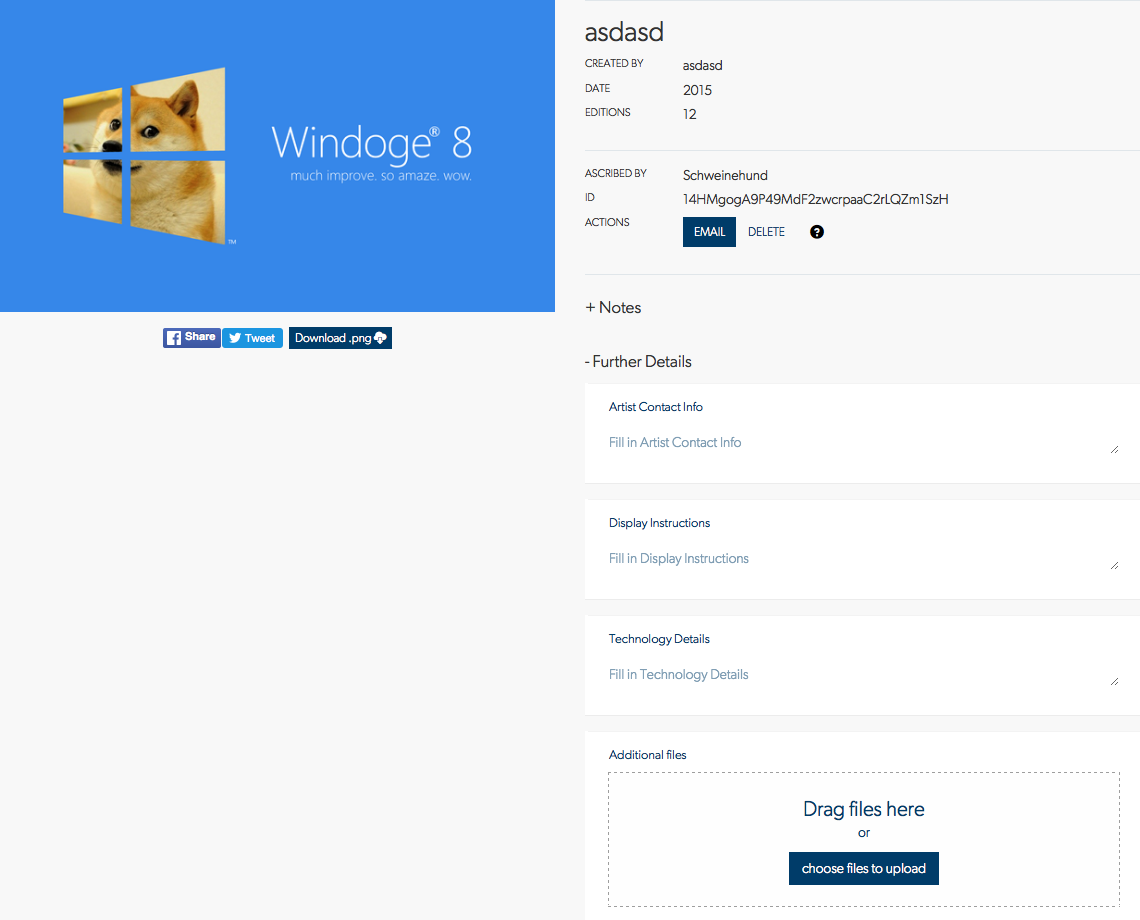 Windoge® 8
much improve. so amaze. wow.
™
Share
Tweet
Download .png
asdasd
CREATED BY asdasd
DATE 2015
EDITIONS 12
ASCRIBED BY Schweinehund
ID 14HMgogA9P49MdF2zwcrpaaC2rLQZm1SzH
ACTIONS EMAIL DELETE ?
+ Notes
- Further Details
Artist Contact Info
Fill in Artist Contact Info
Display Instructions
Fill in Display Instructions
Technology Details
Fill in Technology Details
Additional files
Drag files here
or
choose files to upload